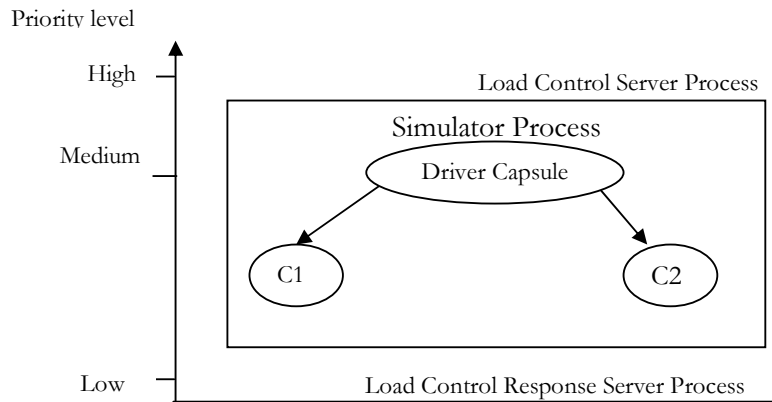 Priority level
High
Load Control Server Process
Simulator Process
Medium
Driver Capsule
C1
C2
Low
Load Control Response Server Process